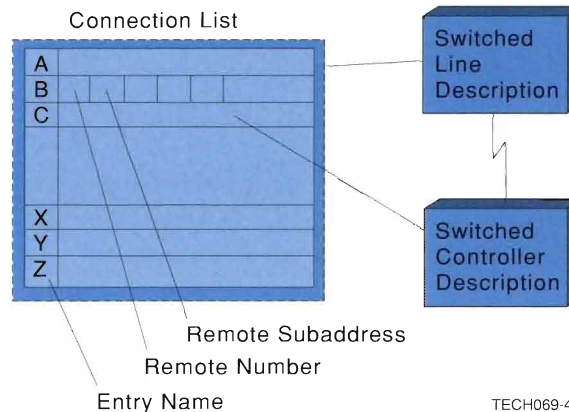 Connection List
A
B
C
X
Y
Z
Switched
Line
Description
Switched
Controller
Description
Remote Subaddress
Remote Number
Entry Name
TECH069-4